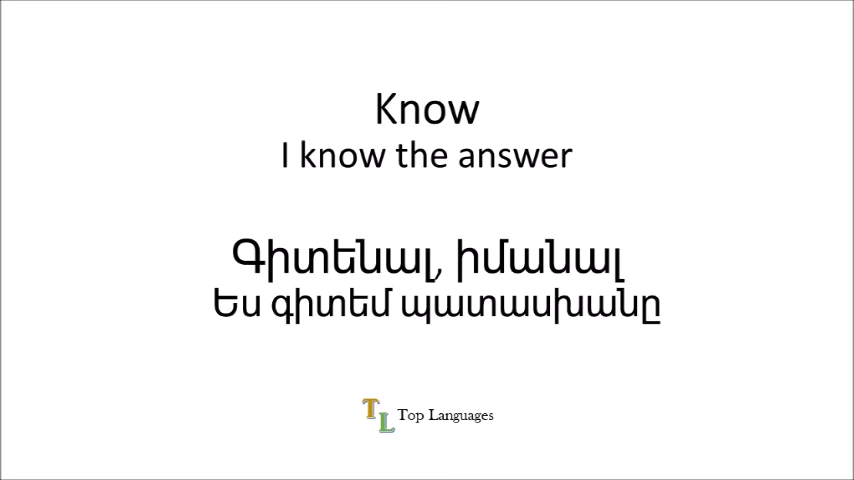 Know
I know the answer
Գիտենալ, իմանալ
Ես գիտեմ պատասխանը
TL Top Languages